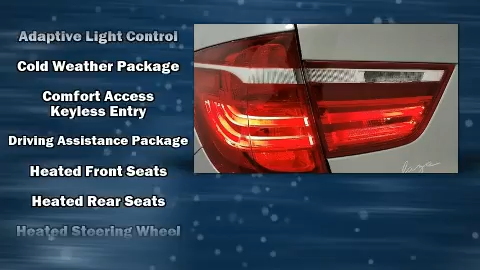 Adaptive Light Control
Cold Weather Package
Comfort Access
Keyless Entry
Driving Assistance Package
Heated Front Seats
Heated Rear Seats
Heated Steering Wheel